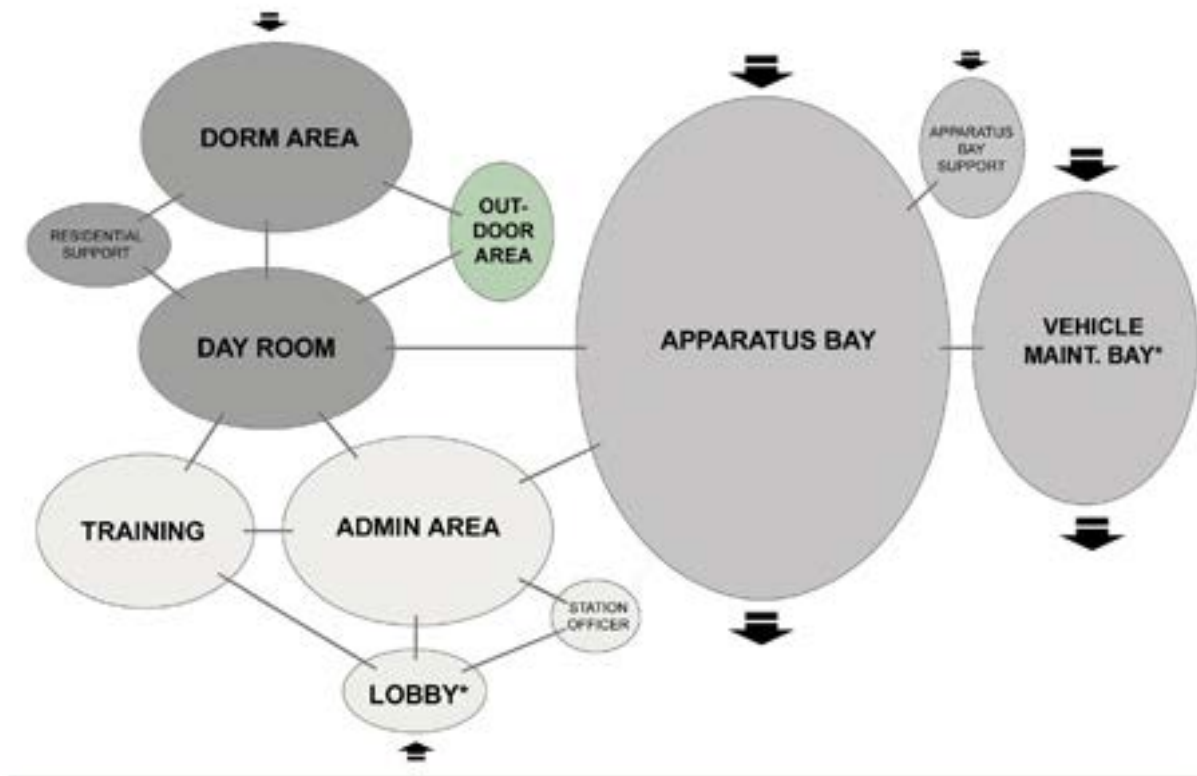 DORM AREA
APPARATUS
BAY
SUPPORT
OUT-
DOOR
AREA
RESIDENTIAL
SUPPORT
DAY ROOM
APPARATUS BAY
VEHICLE
MAINT. BAY*
TRAINING
ADMIN AREA
STATION
OFFICER
LOBBY*